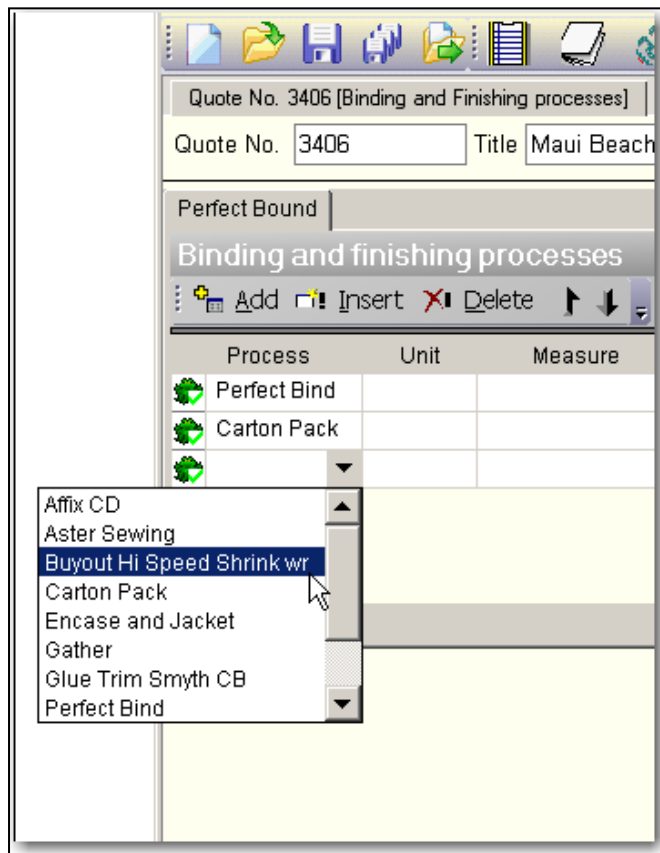 Quote No. 3406 [Binding and Finishing processes]
Quote No. 3406 Title Maui Beach
Perfect Bound
Binding and finishing processes
Add Insert Delete
Process Unit Measure
Perfect Bind
Carton Pack
Affix CD
Aster Sewing
Buyout Hi Speed Shrink wr
Carton Pack
Encase and Jacket
Gather
Glue Trim Smyth CB
Perfect Bind